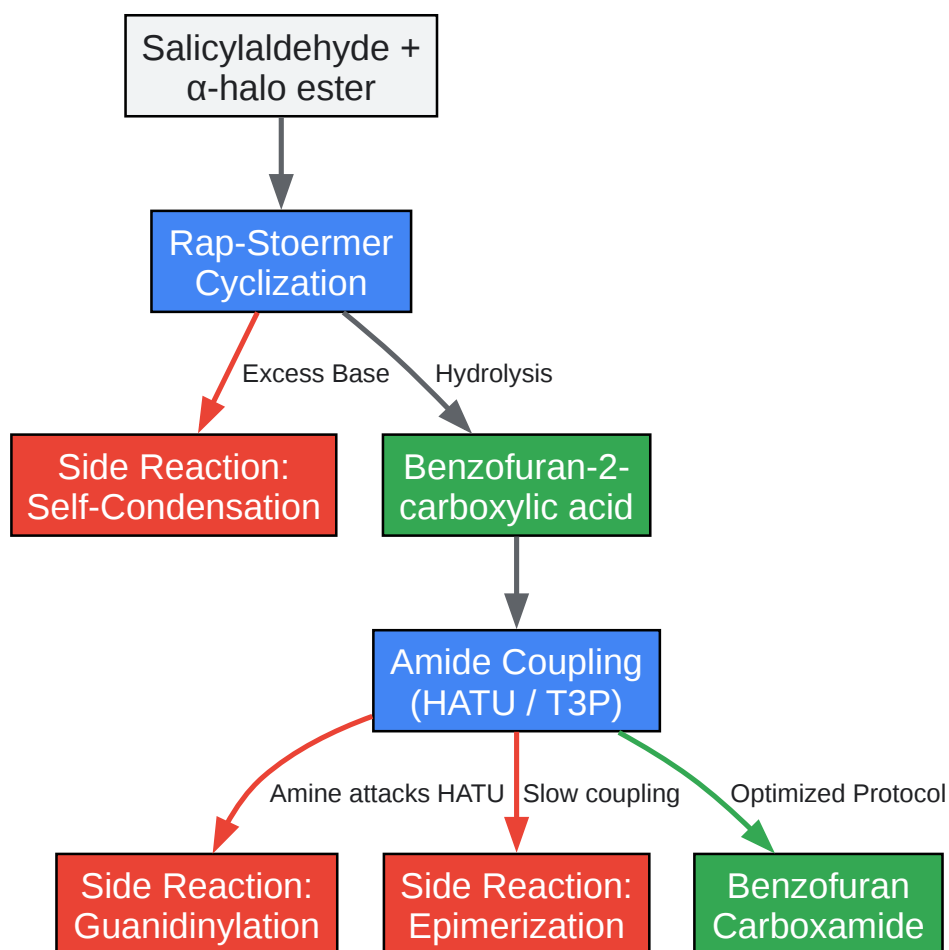 Salicylaldehyde +
α-halo ester
Rap-Stoermer
Cyclization
Excess Base
Hydrolysis
Side Reaction:
Self-Condensation
Benzofuran-2-
carboxylic acid
Amide Coupling
(HATU / T3P)
Amine attacks HATU
Slow coupling
Optimized Protocol
Side Reaction:
Guanidinylation
Side Reaction:
Epimerization
Benzofuran
Carboxamide